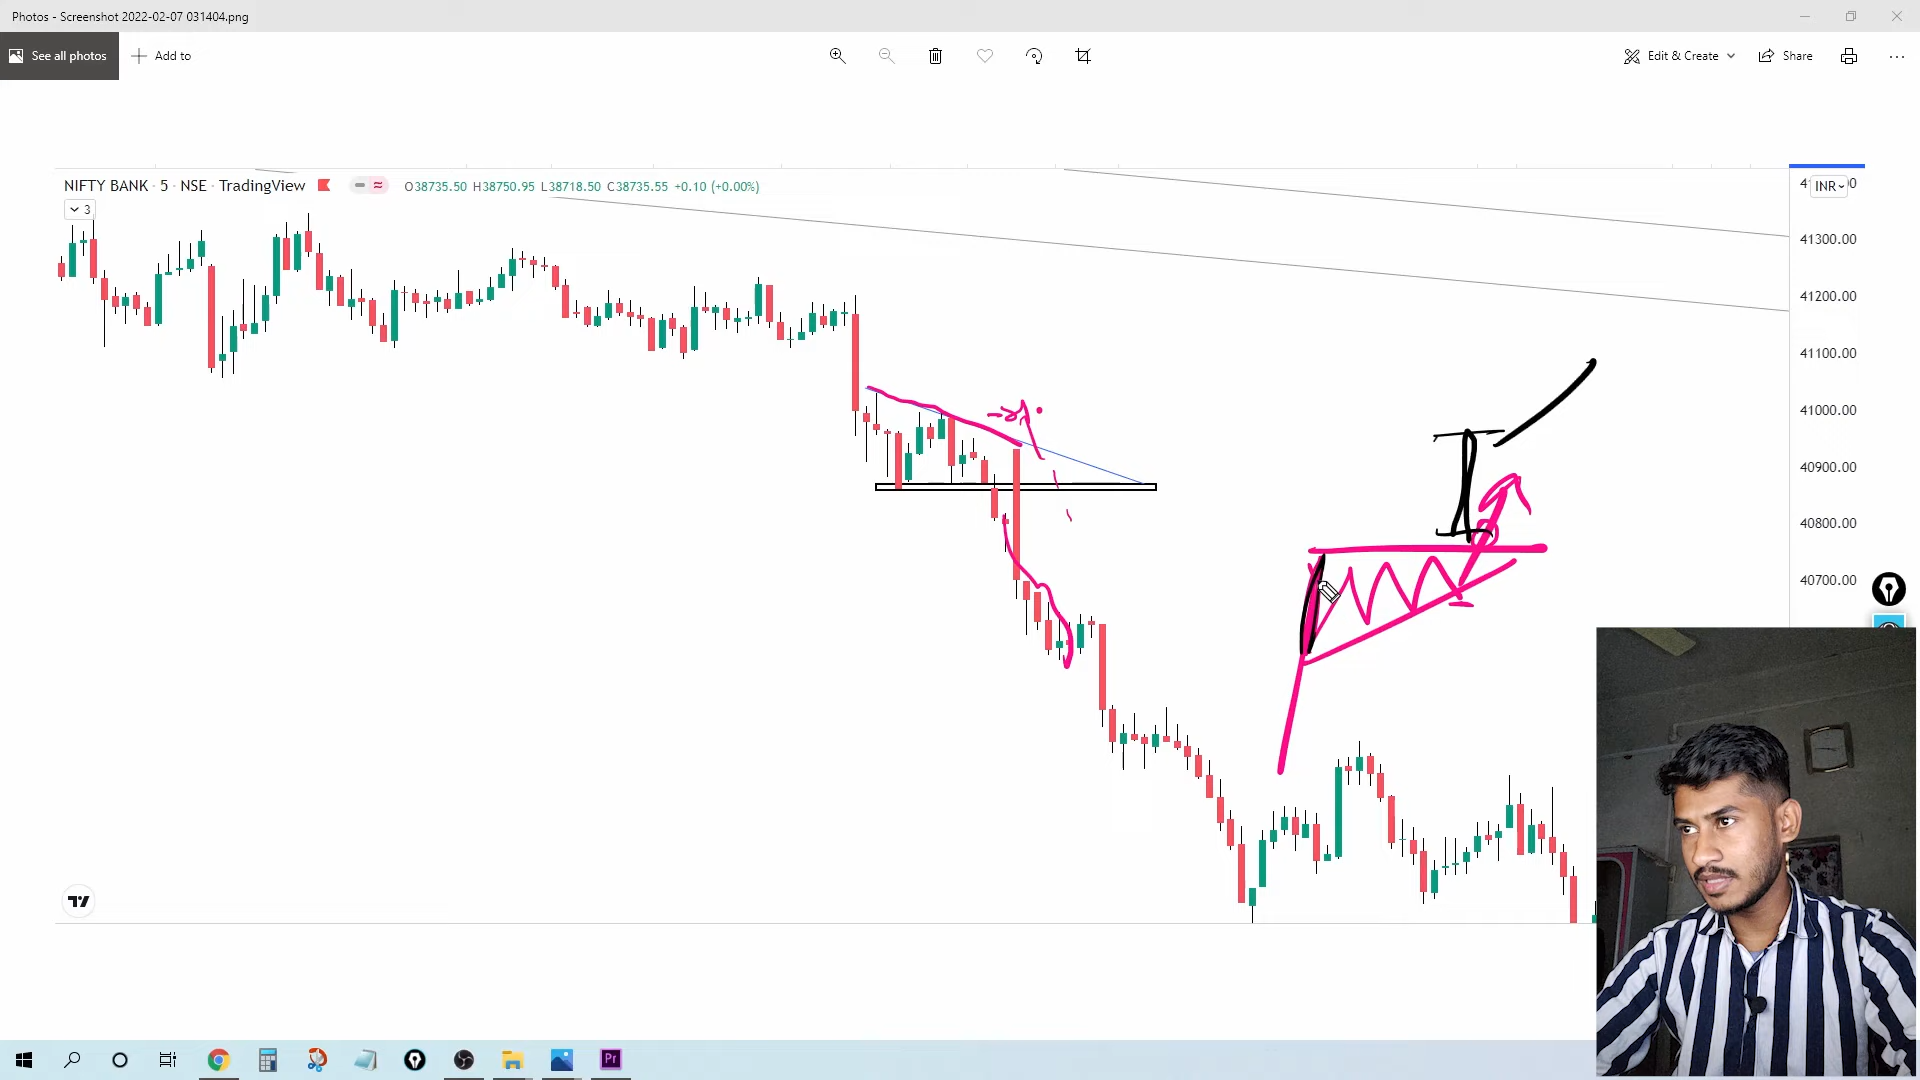 Photos - Screenshot 2022-02-07 031404.png
See all photos
Add to
Edit & Create
Share
NIFTY BANK · 5 · NSE · TradingView
O38735.50 H38750.95 L38718.50 C38735.55 +0.10 (+0.00%)
3
INR
41300.00
41200.00
41100.00
41000.00
40900.00
40800.00
40700.00
Pr